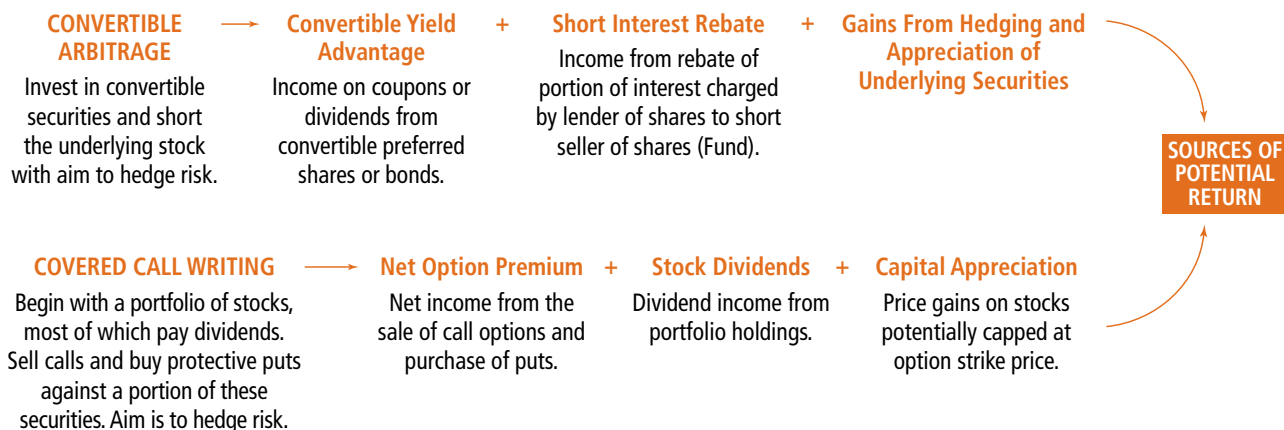 CONVERTIBLE
ARBITRAGE
Invest in convertible
securities and short
the underlying stock
with aim to hedge risk.
Convertible Yield
Advantage
Income on coupons or
dividends from
convertible preferred
shares or bonds.
+
Short Interest Rebate
Income from rebate of
portion of interest charged
by lender of shares to short
seller of shares (Fund).
+
Gains From Hedging and
Appreciation of
Underlying Securities
SOURCES OF
POTENTIAL
RETURN
COVERED CALL WRITING
Begin with a portfolio of stocks,
most of which pay dividends.
Sell calls and buy protective puts
against a portion of these
securities. Aim is to hedge risk.
Net Option Premium
Net income from the
sale of call options and
purchase of puts.
+
Stock Dividends
Dividend income from
portfolio holdings.
+
Capital Appreciation
Price gains on stocks
potentially capped at
option strike price.